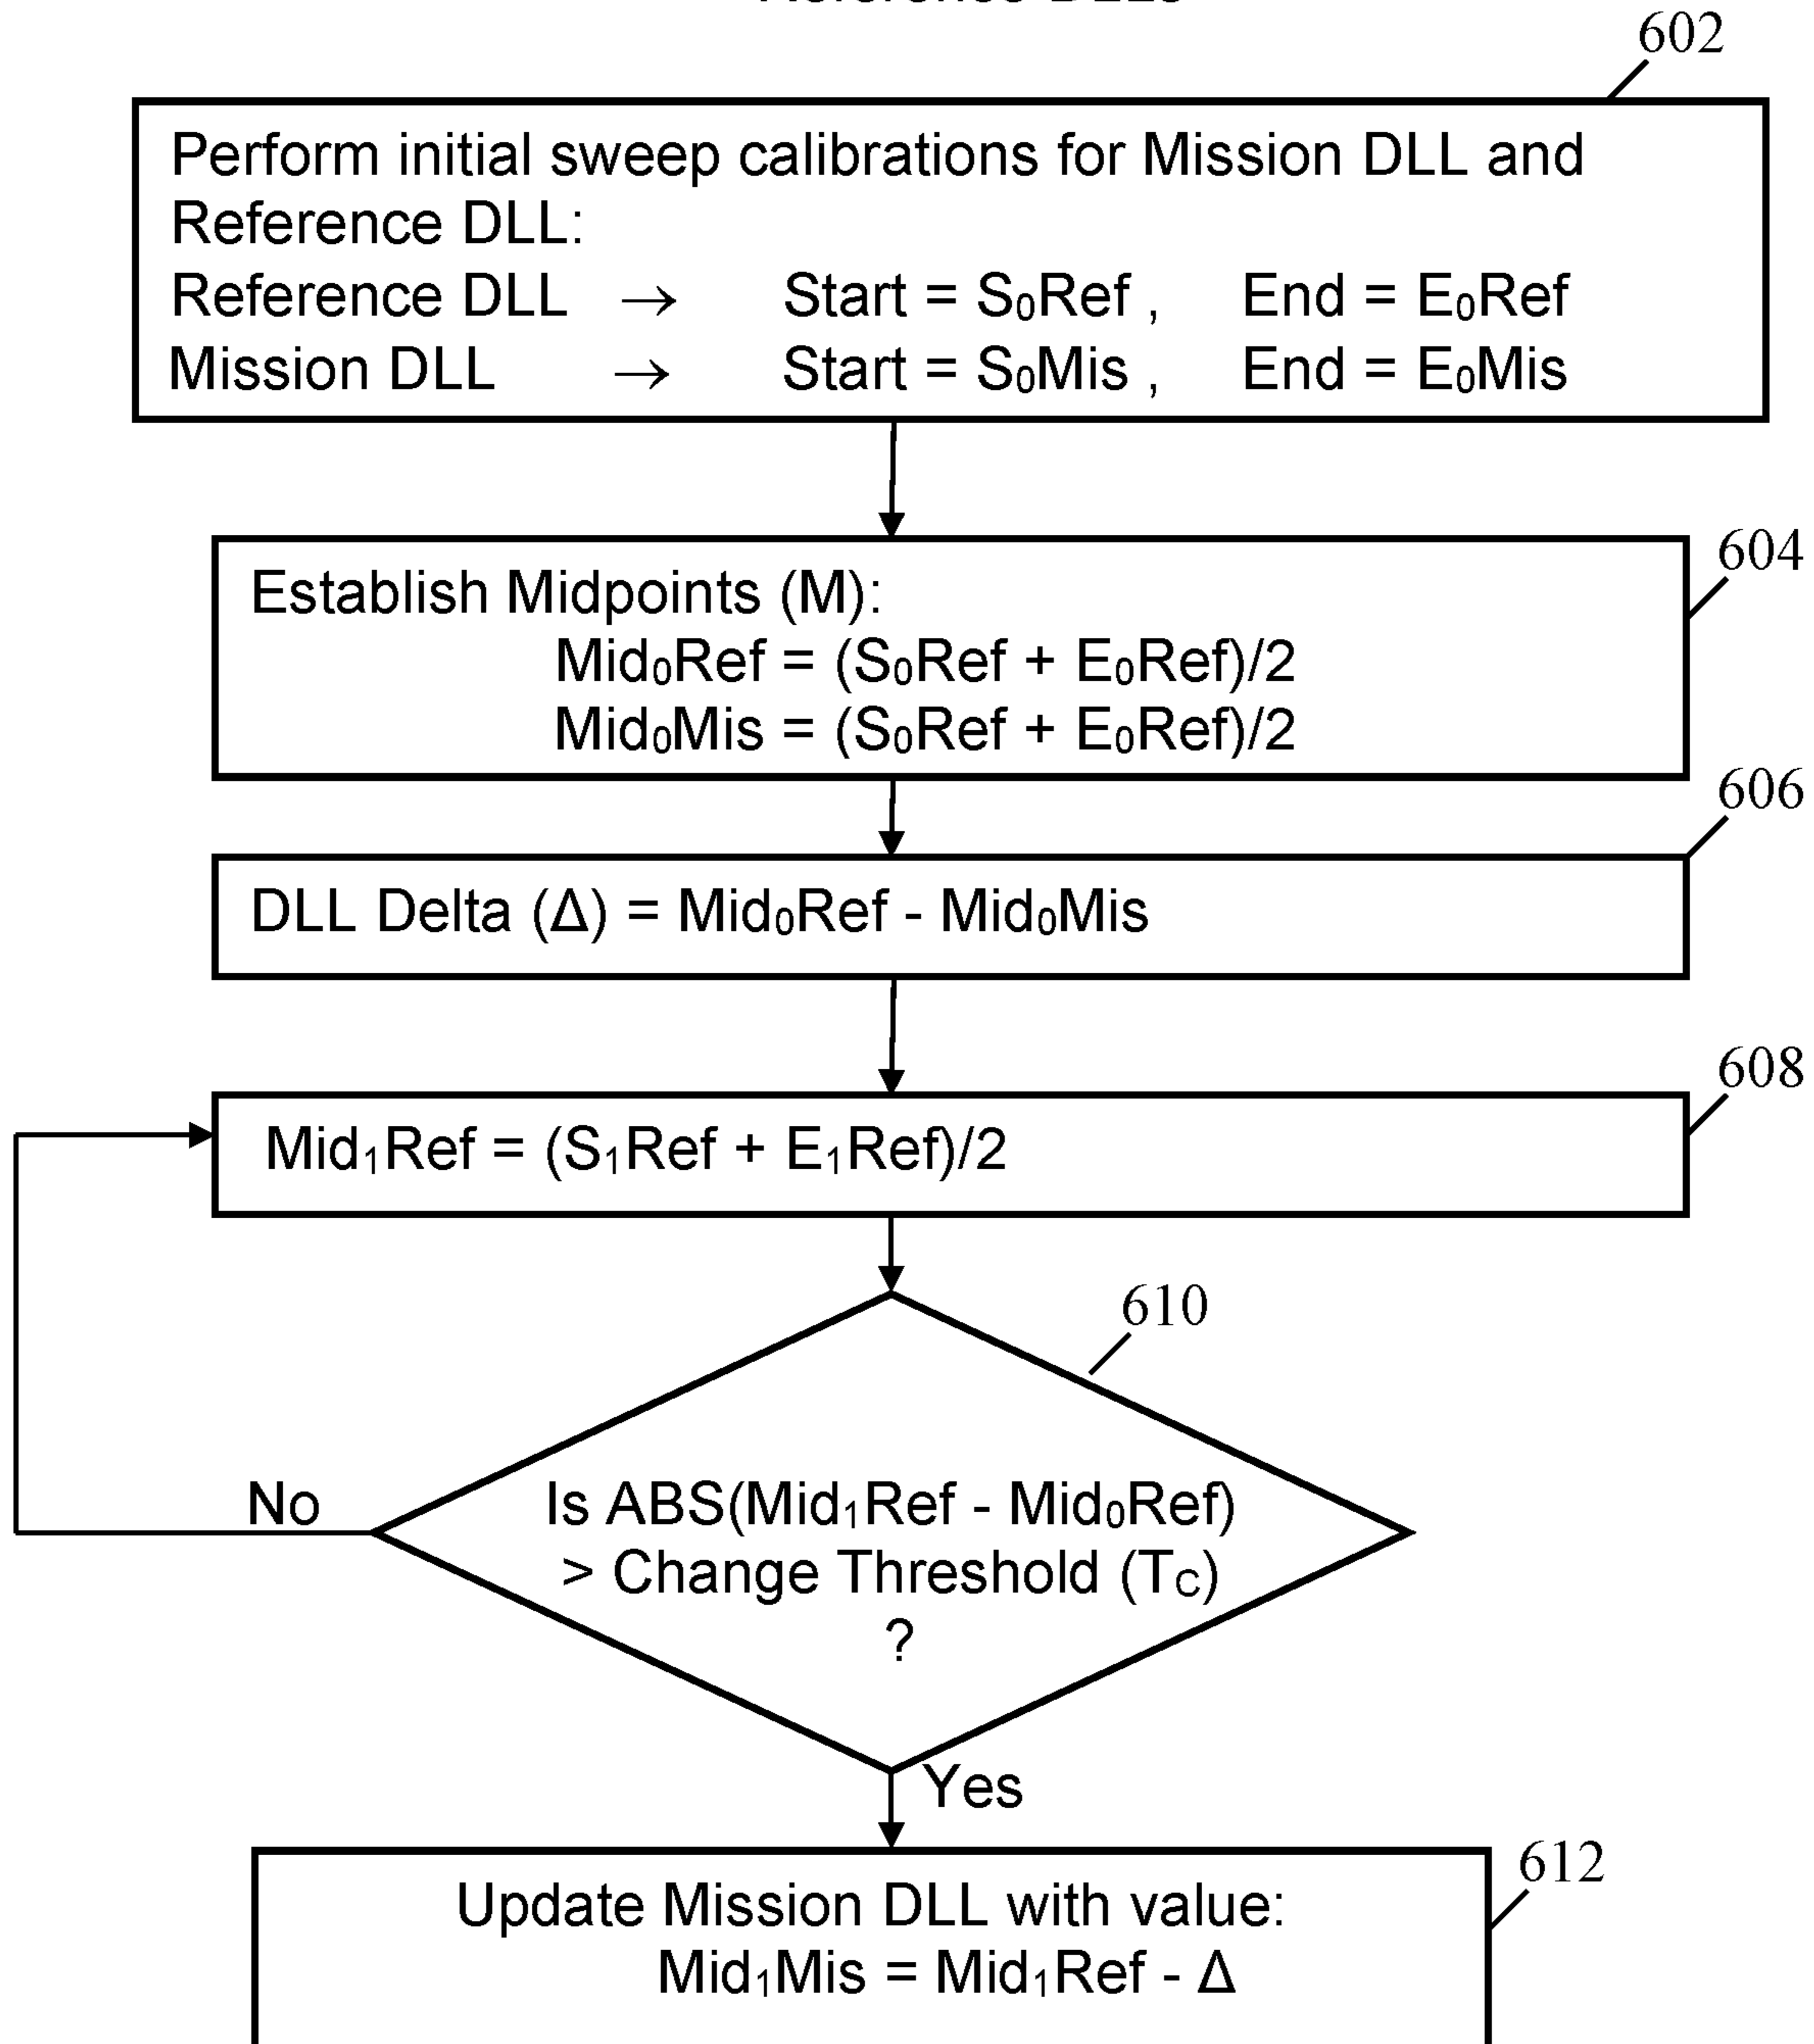 602
Perform initial sweep calibrations for Mission DLL and
Reference DLL:
Reference DLL → Start = S₀Ref , End = E₀Ref
Mission DLL → Start = S₀Mis , End = E₀Mis
604
Establish Midpoints (M):
Mid₀Ref = (S₀Ref + E₀Ref)/2
Mid₀Mis = (S₀Ref + E₀Ref)/2
606
DLL Delta (Δ) = Mid₀Ref - Mid₀Mis
608
Mid₁Ref = (S₁Ref + E₁Ref)/2
610
No
Is ABS(Mid₁Ref - Mid₀Ref)
> Change Threshold (T_C)
?
Yes
612
Update Mission DLL with value:
Mid₁Mis = Mid₁Ref - Δ